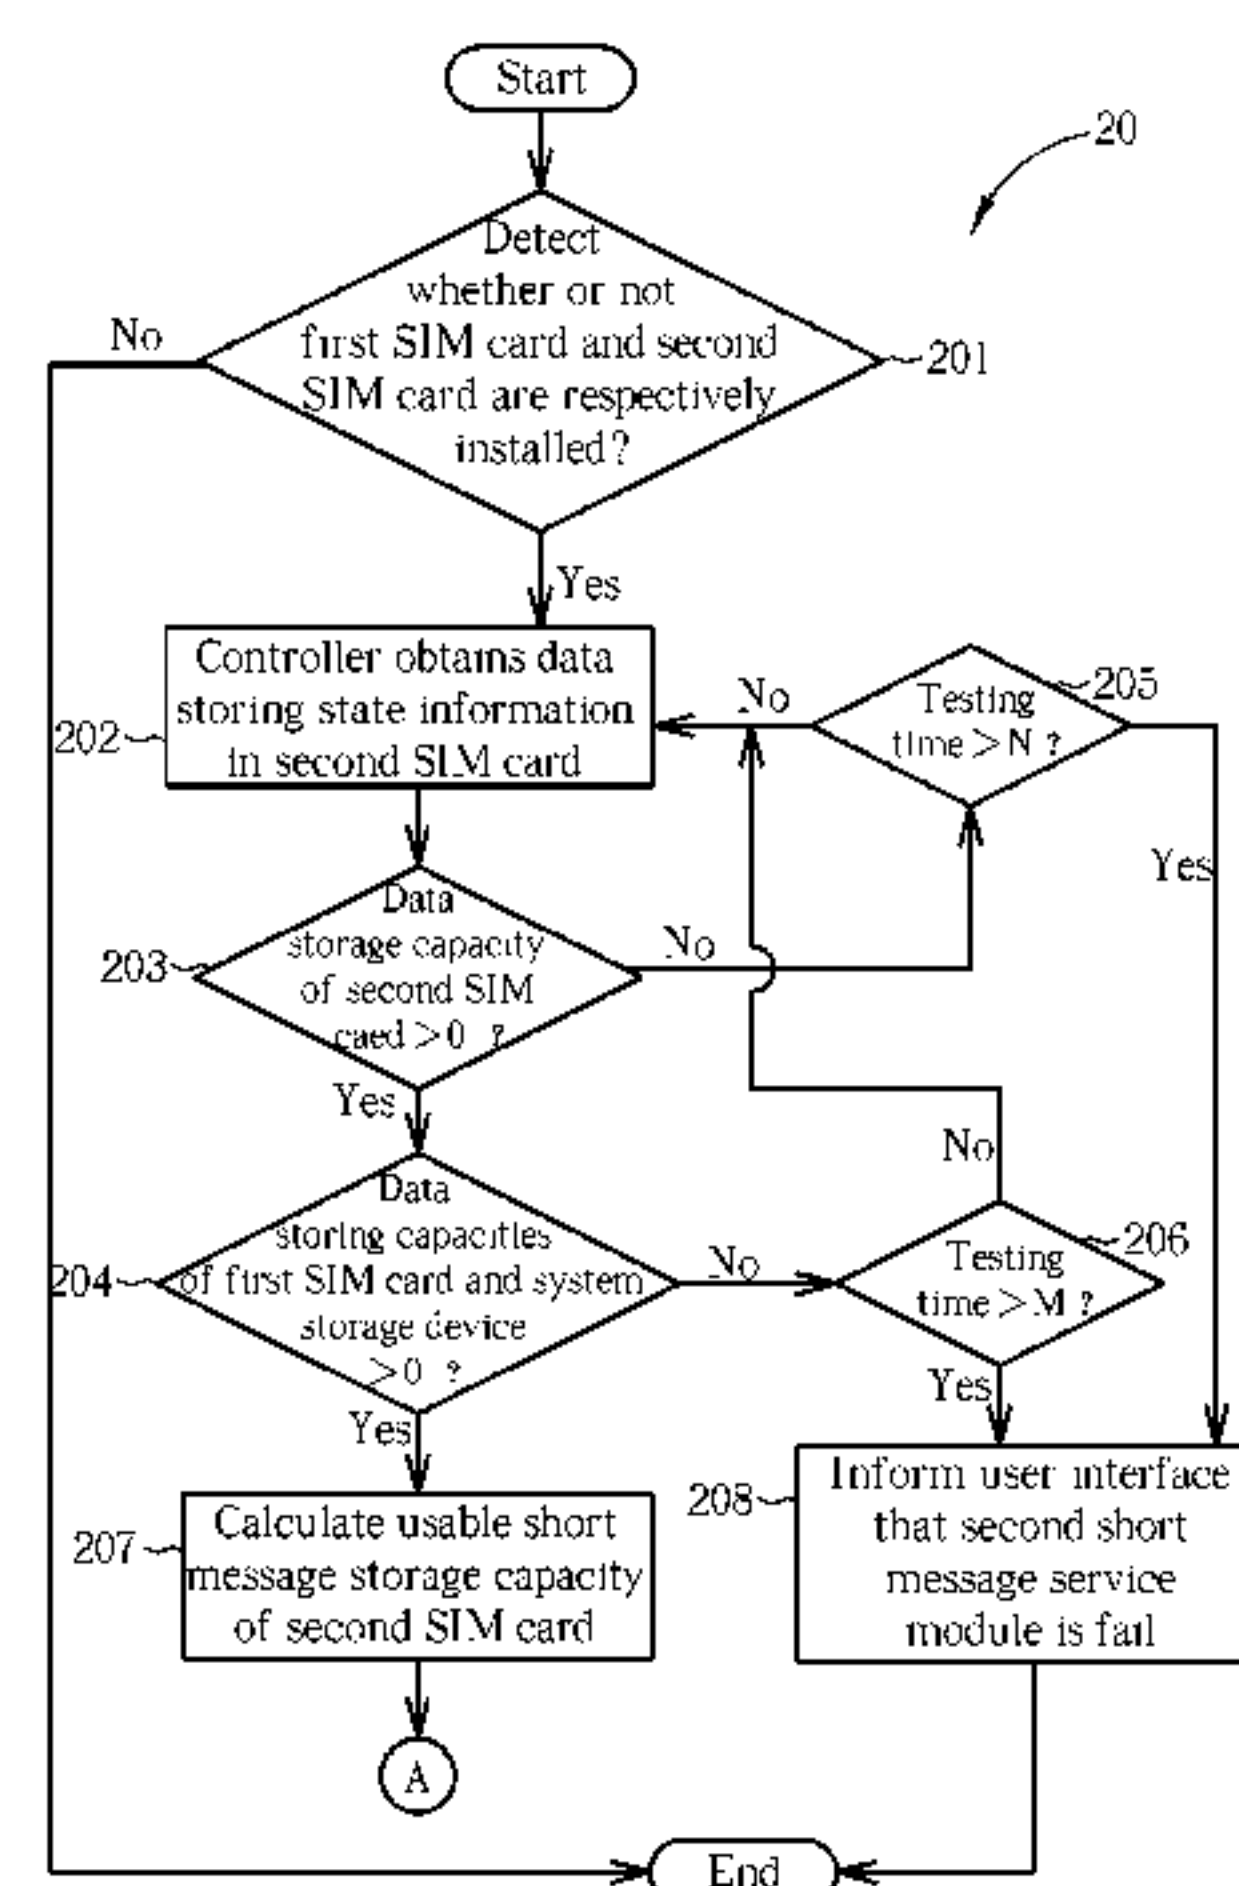 Start
20
Detect
whether or not
first SIM card and second
SIM card are respectively
installed?
No
201
Yes
Controller obtains data
storing state information
in second SIM card
202
No
Testing
time > N ?
205
Yes
Data
storage capacity
of second SIM
caed > 0 ?
203
No
Yes
Data
storing capacities
of first SIM card and system
storage device
> 0 ?
204
No
No
Testing
time > M ?
206
Yes
Yes
Calculate usable short
message storage capacity
of second SIM card
207
Inform user interface
that second short
message service
module is fail
208
A
End